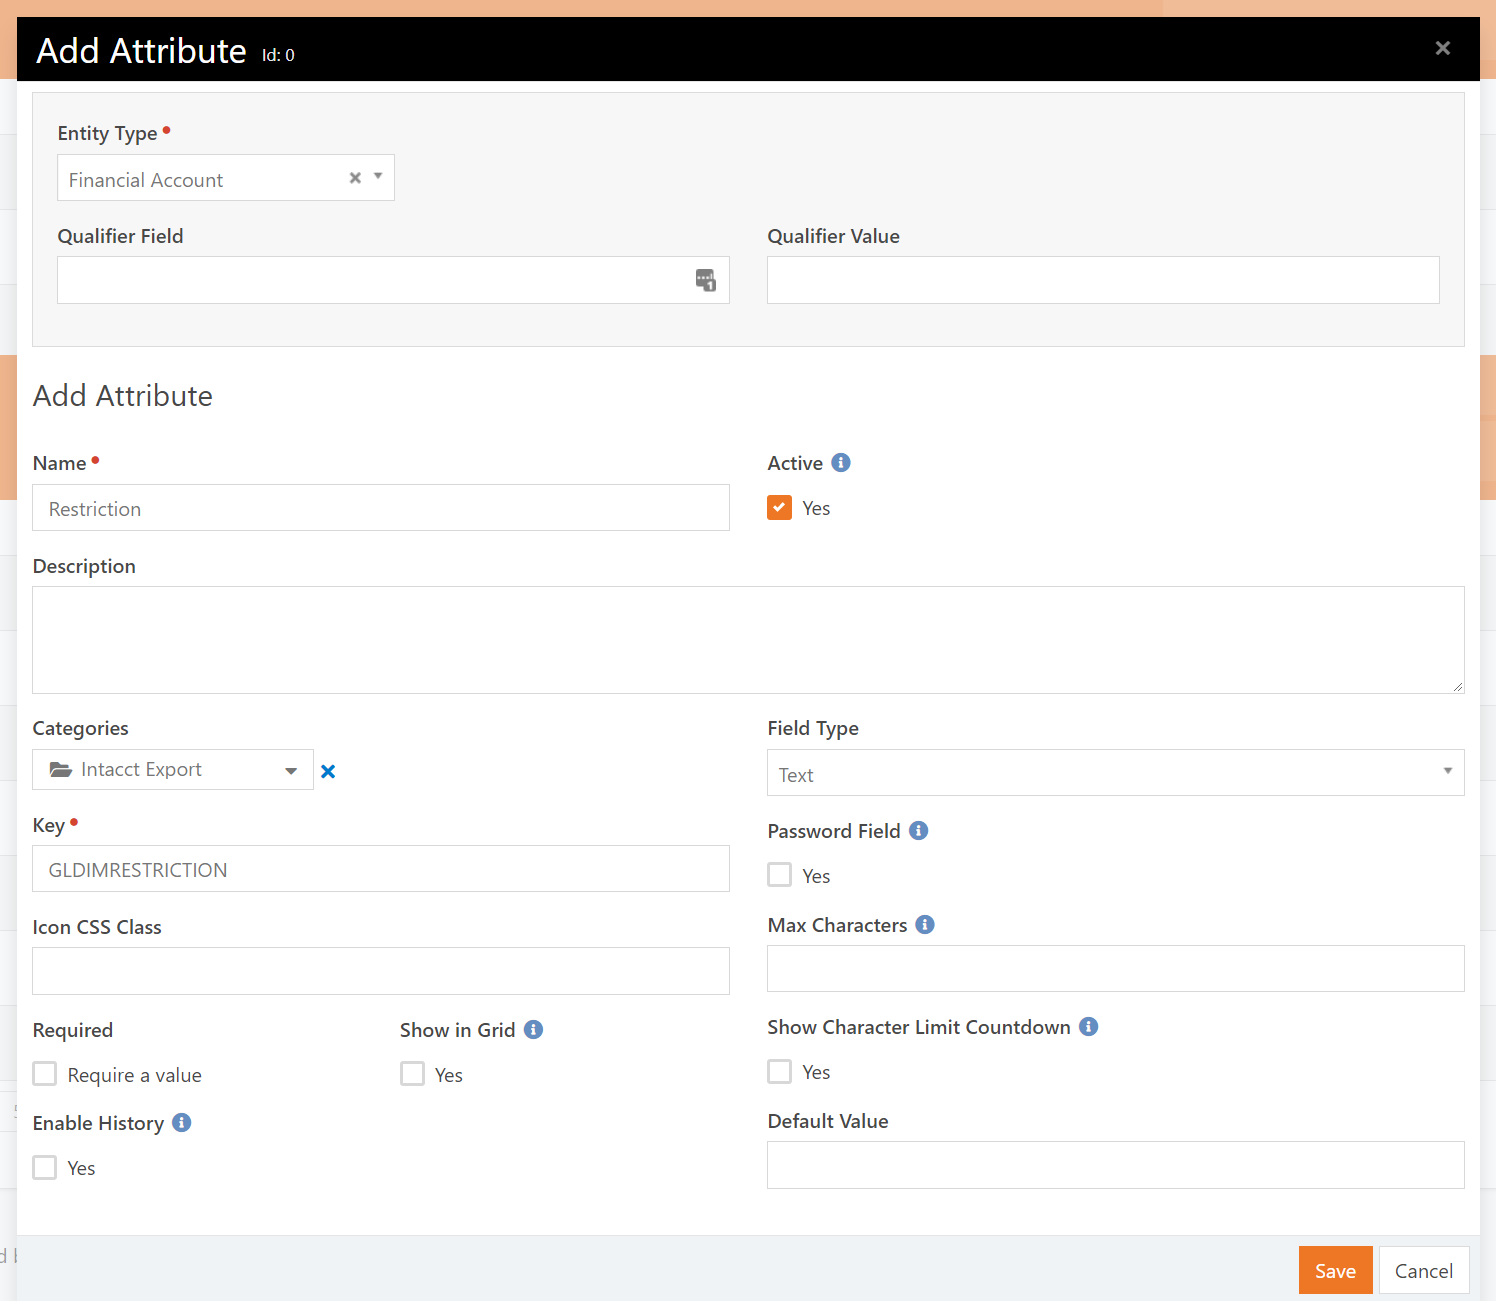 Add Attribute Id: 0
Entity Type
Financial Account
Qualifier Field
Qualifier Value
Add Attribute
Name
Active
Restriction
Yes
Description
Categories
Field Type
Intacct Export
Text
Key
Password Field
GLDIMRESTRICTION
Yes
Icon CSS Class
Max Characters
Required
Show in Grid
Show Character Limit Countdown
Require a value
Yes
Yes
Enable History
Default Value
Yes
Save
Cancel